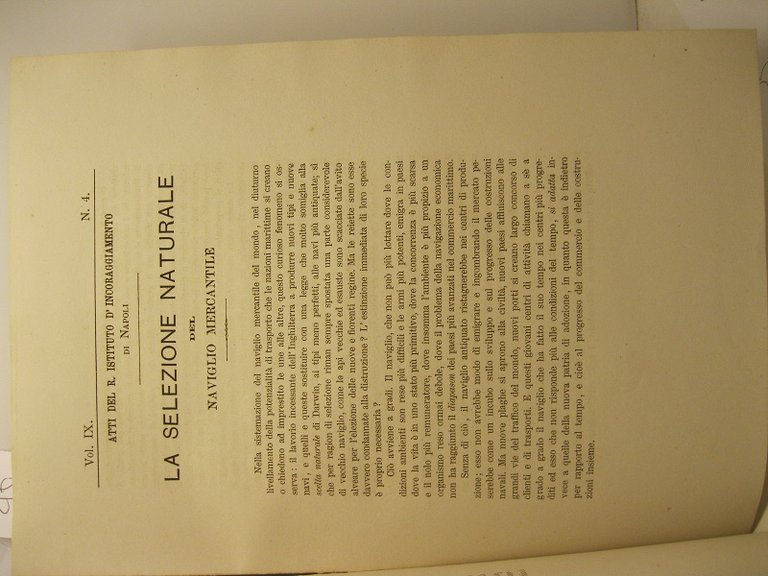 Vol. IX. N. 4.
ATTI DEL R. ISTITUTO D'INCORAGGIAMENTO
DI NAPOLI
LA SELEZIONE NATURALE
DEL
NAVIGLIO MERCANTILE
Nella sistemazione del naviglio mercantile del mondo, nel diuturno
livellamento della potenzialità di trasporto che le nazioni marittime si creano
o chiedono ad imprestito le une alle altre, questo curioso fenomeno si os-
serva: il lavorio incessante dell'Inghilterra a produrre nuovi tipi e nuove
navi, e quelli e queste sostituire con una legge che molto somiglia alla
scelta naturale di Darwin, ai tipi meno perfetti, alle navi più antiquate; sì
che per ragion di selezione riman sempre spostata una parte considerevole
di vecchio naviglio, come le api vecchie ed esauste sono scacciate dall'avito
alveare per l'elezione delle nuove e fiorenti regine. Ma le reiette sono esse
davvero condannate alla distruzione? L'estinzione immediata di loro specie
è proprio necessaria?
Ciò avviene a gradi. Il naviglio, che non può più lottare dove le con-
dizioni ambienti son rese più difficili e le armi più potenti, emigra in paesi
dove la vita è in uno stato più primitivo, dove la concorrenza è più scarsa
e il nolo più remuneratore, dove insomma l'ambiente è più propizio a un
organismo reso ormai debole, dove il problema della navigazione economica
non ha raggiunto il diapason dei paesi più avanzati nel commercio marittimo.
Senza di ciò, il naviglio antiquato ristagnerebbe nei centri di produ-
zione; esso non avrebbe modo di emigrare e ingombrando il mercato pe-
serebbe come un incubo sullo sviluppo e sul progresso delle costruzioni
navali. Ma nuove plaghe si aprono alla civiltà, nuovi paesi affluiscono alle
grandi vie del traffico del mondo, nuovi porti si creano largo concorso di
clienti e di trasporti. E questi giovani centri di attività chiamano a sè a
grado a grado il naviglio che ha fatto il suo tempo nei centri più progre-
diti ed esso che non risponde più alle condizioni del tempo, si adatta in-
vece a quelle della nuova patria di adozione, in quanto questa è indietro
per rapporto al tempo, e cioè al progresso del commercio e delle costru-
zioni insieme.